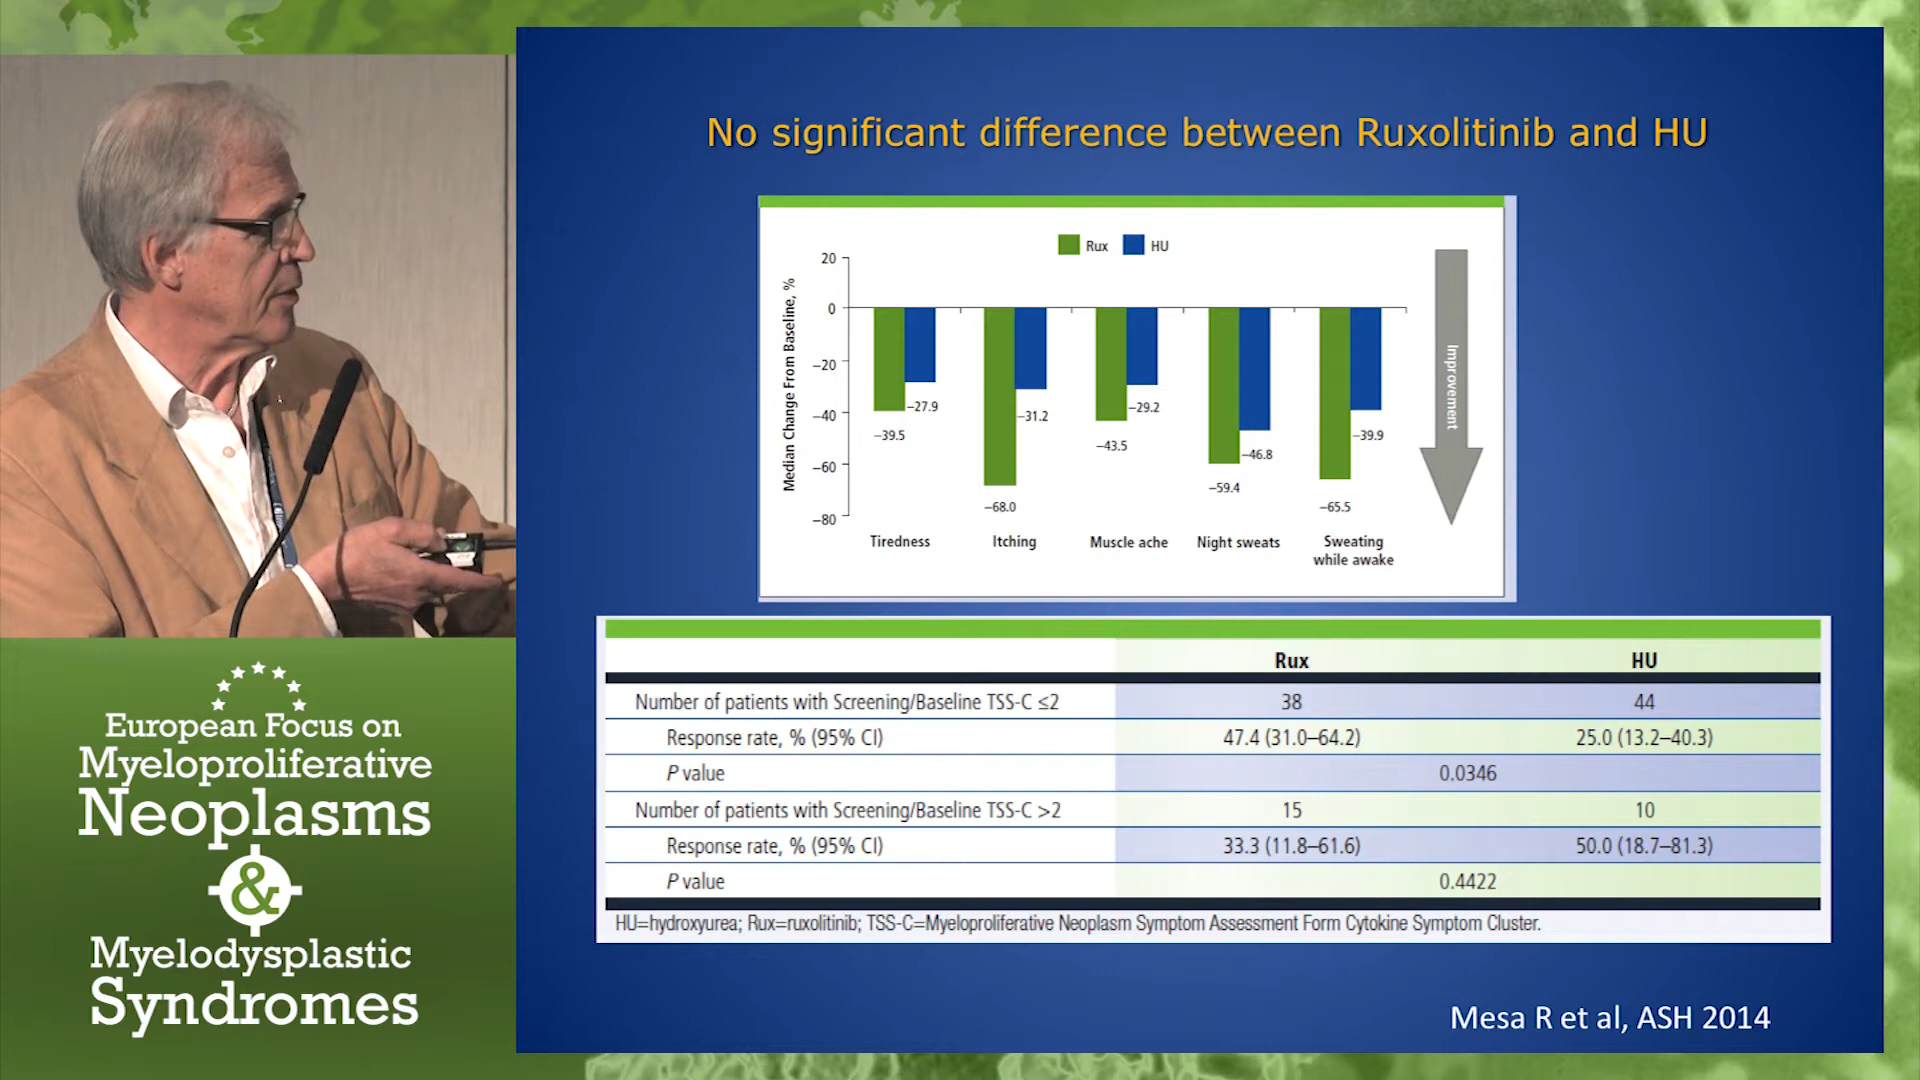 No significant difference between Ruxolitinib and HU
Rux HU
Median Change From Baseline, %
20
0
−20
−40
−60
−80
−39.5 −27.9
−68.0 −31.2
−43.5 −29.2
−59.4 −46.8
−65.5 −39.9
Tiredness Itching Muscle ache Night sweats Sweating while awake
Improvement
Rux HU
Number of patients with Screening/Baseline TSS-C ≤2 38 44
Response rate, % (95% CI) 47.4 (31.0–64.2) 25.0 (13.2–40.3)
P value 0.0346
Number of patients with Screening/Baseline TSS-C >2 15 10
Response rate, % (95% CI) 33.3 (11.8–61.6) 50.0 (18.7–81.3)
P value 0.4422
HU=hydroxyurea; Rux=ruxolitinib; TSS-C=Myeloproliferative Neoplasm Symptom Assessment Form Cytokine Symptom Cluster.
Mesa R et al, ASH 2014
European Focus on
Myeloproliferative
Neoplasms
&
Myelodysplastic
Syndromes